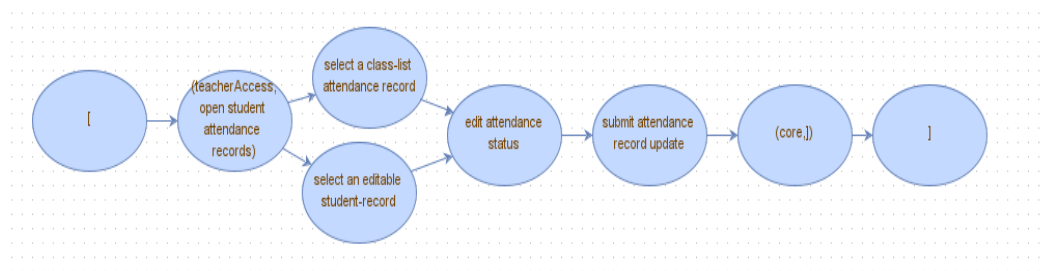 [
(teacherAccess,
open student
attendance
records)
select a class-list
attendance record
select an editable
student-record
edit attendance
status
submit attendance
record update
(core,])
]